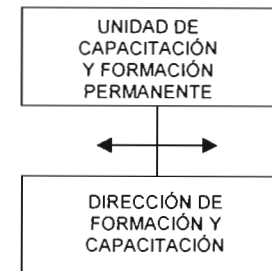 UNIDAD DE
CAPACITACIÓN
Y FORMACIÓN
PERMANENTE
DIRECCIÓN DE
FORMACIÓN Y
CAPACITACIÓN